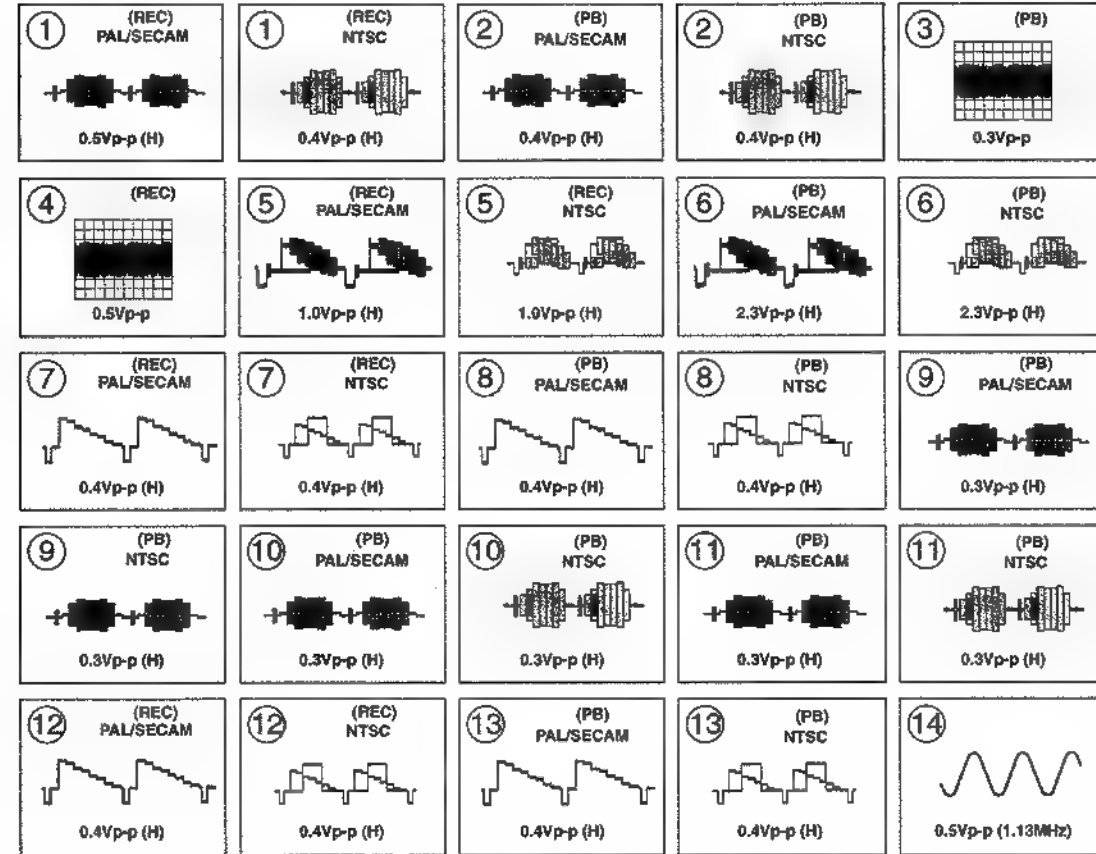 1
(REC)
PAL/SECAM
0.5Vp-p (H)
1
(REC)
NTSC
0.4Vp-p (H)
2
(PB)
PAL/SECAM
0.4Vp-p (H)
2
(PB)
NTSC
0.4Vp-p (H)
3
(PB)
0.3Vp-p
4
(REC)
0.5Vp-p
5
(REC)
PAL/SECAM
1.0Vp-p (H)
5
(REC)
NTSC
1.0Vp-p (H)
6
(PB)
PAL/SECAM
2.3Vp-p (H)
6
(PB)
NTSC
2.3Vp-p (H)
7
(REC)
PAL/SECAM
0.4Vp-p (H)
7
(REC)
NTSC
0.4Vp-p (H)
8
(PB)
PAL/SECAM
0.4Vp-p (H)
8
(PB)
NTSC
0.4Vp-p (H)
9
(PB)
PAL/SECAM
0.3Vp-p (H)
9
(PB)
NTSC
0.3Vp-p (H)
10
(PB)
PAL/SECAM
0.3Vp-p (H)
10
(PB)
NTSC
0.3Vp-p (H)
11
(PB)
PAL/SECAM
0.3Vp-p (H)
11
(PB)
NTSC
0.3Vp-p (H)
12
(REC)
PAL/SECAM
0.4Vp-p (H)
12
(REC)
NTSC
0.4Vp-p (H)
13
(PB)
PAL/SECAM
0.4Vp-p (H)
13
(PB)
NTSC
0.4Vp-p (H)
14
0.5Vp-p (1.13MHz)